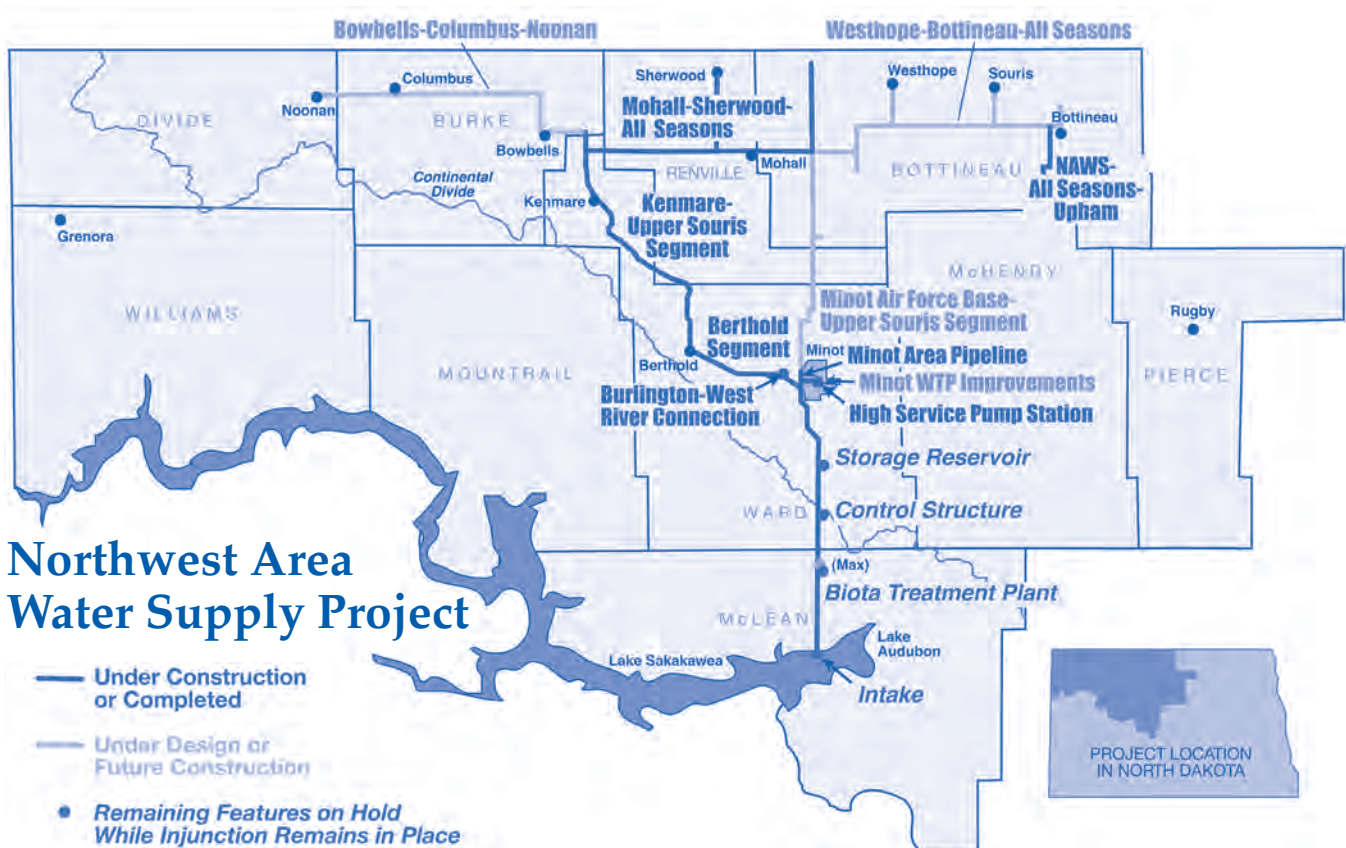 Bowbells-Columbus-Noonan
Westhope-Bottineau-All Seasons
Columbus
Noonan
DIVIDE
BURKE
Bowbells
Continental
Divide
Kenmare
Sherwood
Mohall-Sherwood-
All Seasons
Mohall
RENVILLE
Westhope
Souris
Bottineau
BOTTINEAU
NAWS-
All Seasons-
Upham
Kenmare-
Upper Souris
Segment
Grenora
WILLIAMS
MOUNTRAIL
McHENRY
Rugby
PIERCE
Minot Air Force Base-
Upper Souris Segment
Berthold
Segment
Berthold
Minot
Minot Area Pipeline
Minot WTP Improvements
High Service Pump Station
Burlington-West
River Connection
Storage Reservoir
WARD
Control Structure
(Max)
Biota Treatment Plant
McLEAN
Lake
Audubon
Lake Sakakawea
Intake
Northwest Area
Water Supply Project
Under Construction
or Completed
Under Design or
Future Construction
Remaining Features on Hold
While Injunction Remains in Place
PROJECT LOCATION
IN NORTH DAKOTA